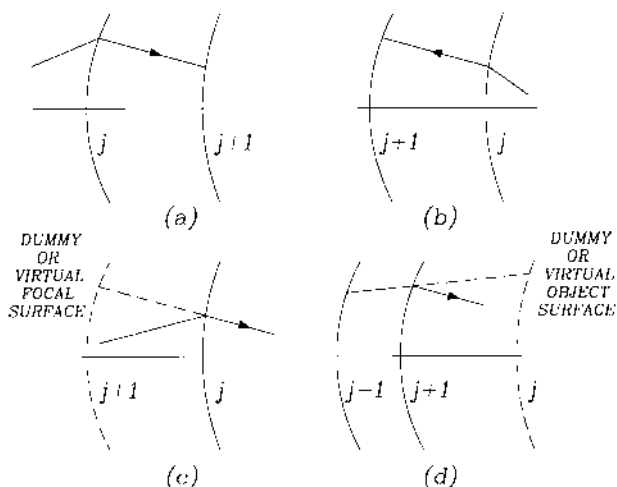 j
j+1
j+1
j
(a)
(b)
DUMMY
OR
VIRTUAL
FOCAL
SURFACE
DUMMY
OR
VIRTUAL
OBJECT
SURFACE
j+1
j
j-1
j+1
j
(c)
(d)